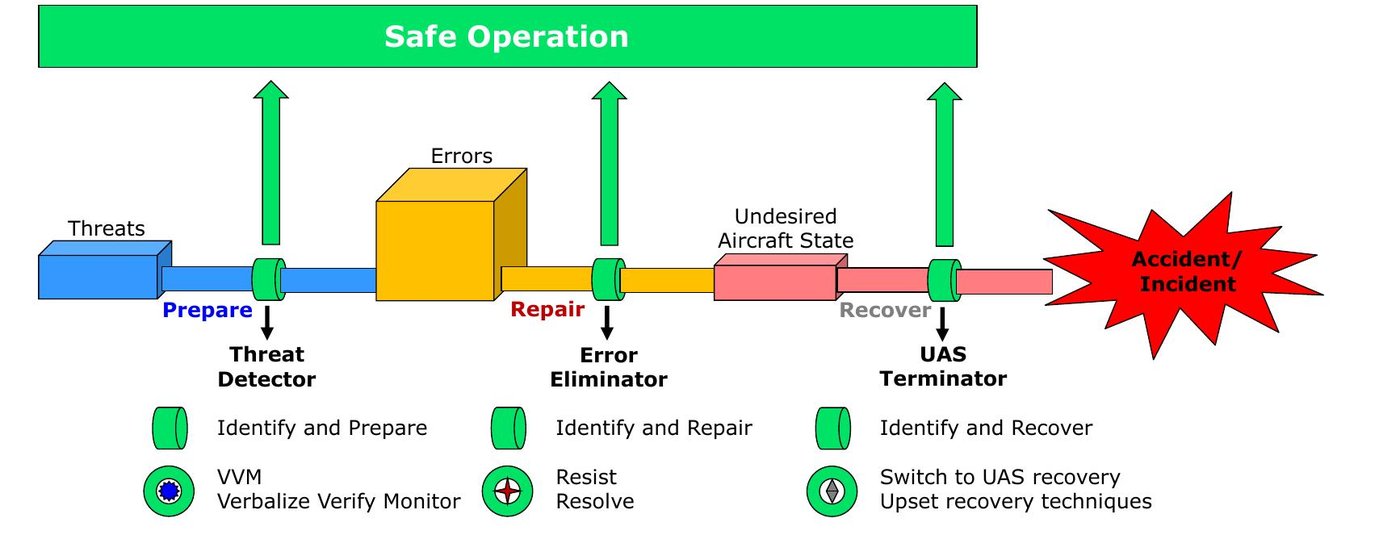 Safe Operation
Errors
Threats
Undesired
Aircraft State
Accident/
Incident
Prepare
Repair
Recover
Threat
Detector
Error
Eliminator
UAS
Terminator
Identify and Prepare
Identify and Repair
Identify and Recover
VVM
Verbalize Verify Monitor
Resist
Resolve
Switch to UAS recovery
Upset recovery techniques